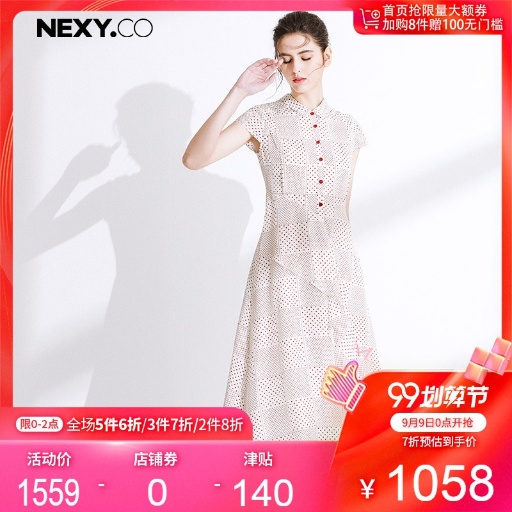 NEXY.CO
首页抢限量大额券
加购8件赠100无门槛
99划算节
9月9日0点开抢
限0-2点 全场5件6折/3件7折/2件8折
7折预估到手价
活动价 店铺券 津贴
1559 - 0 - 140 ¥ 1058